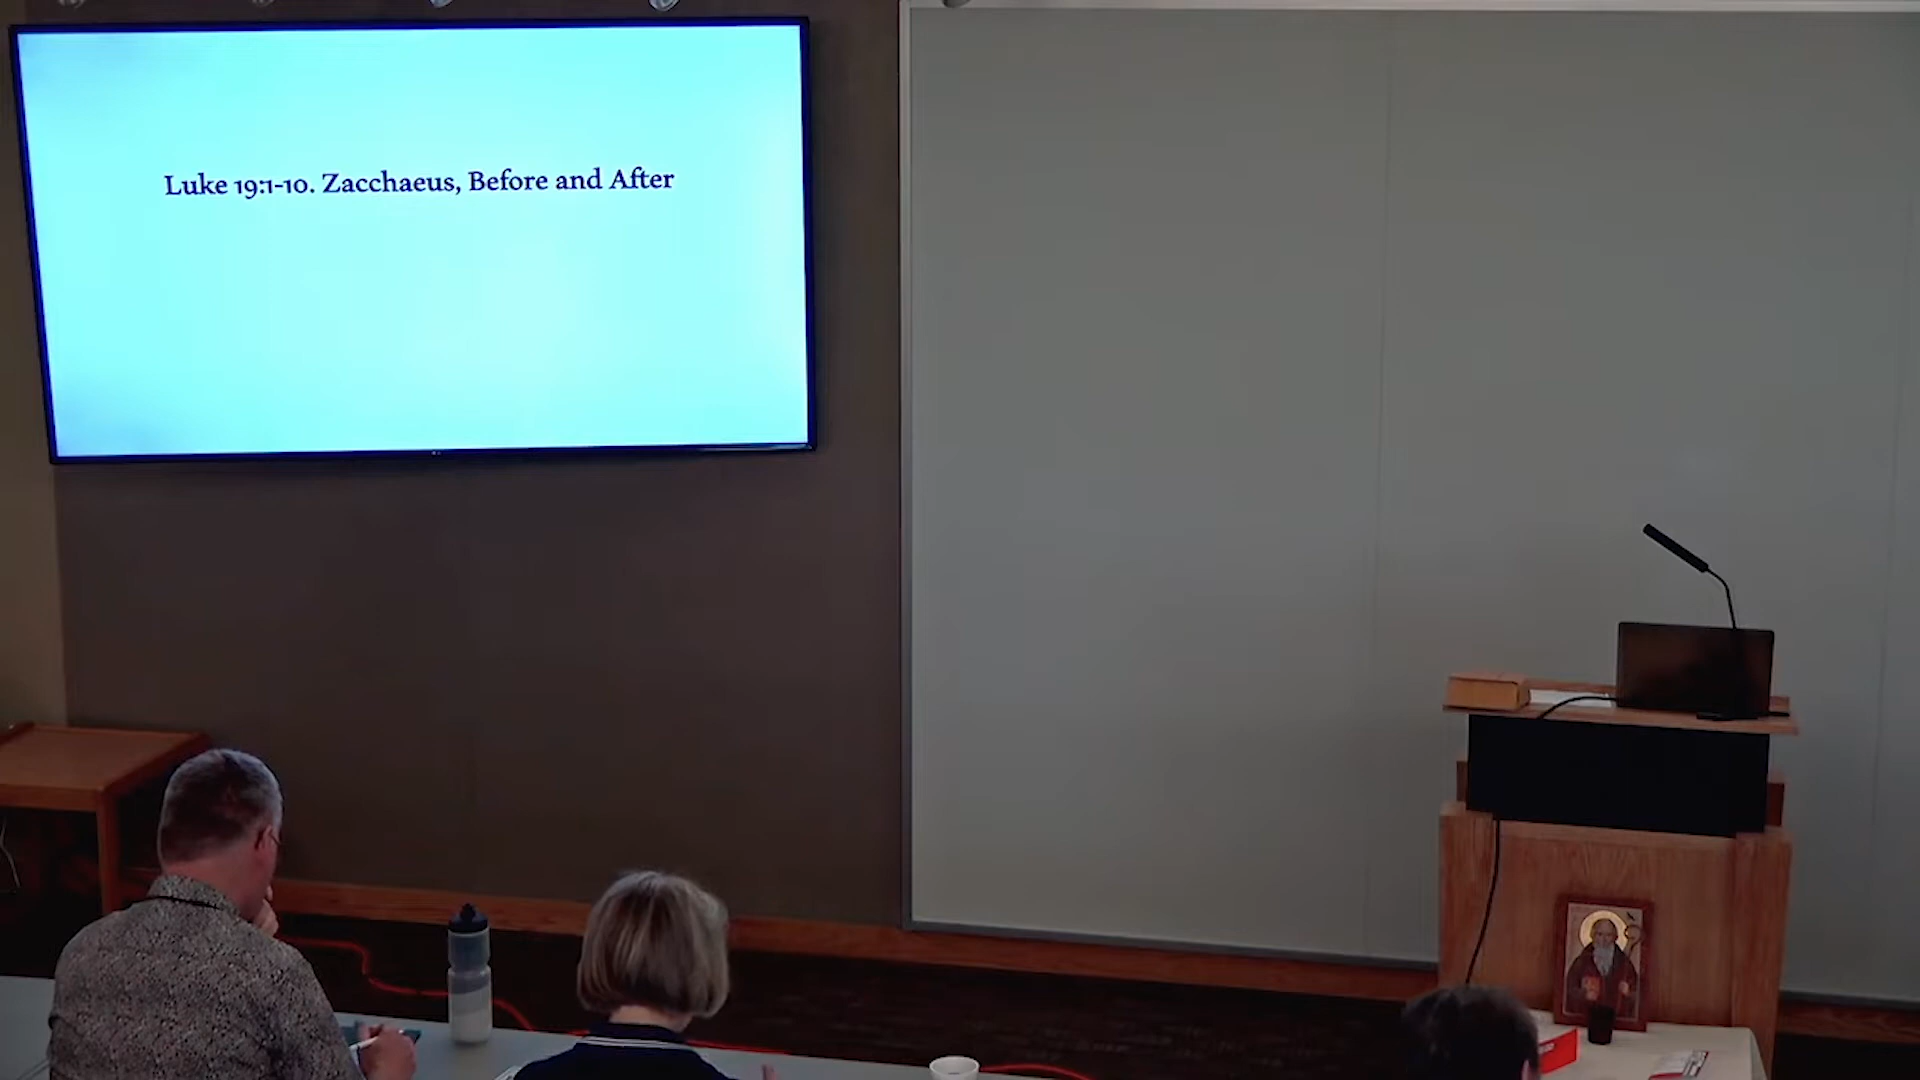 Luke 19:1-10. Zacchaeus, Before and After